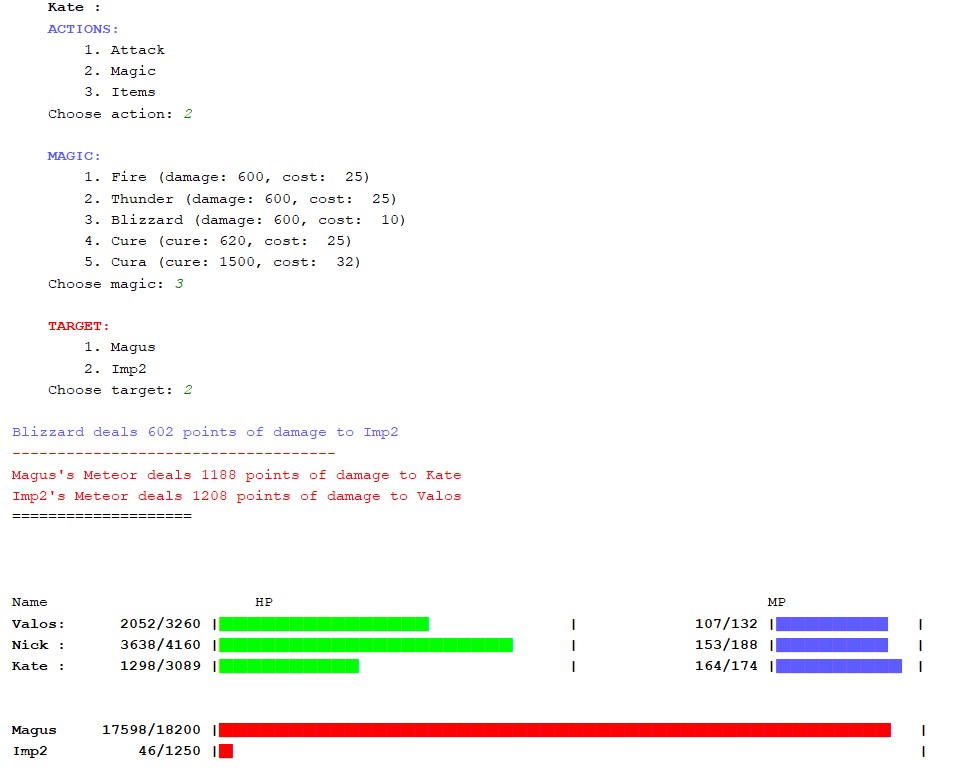 Kate :
ACTIONS:
1. Attack
2. Magic
3. Items
Choose action: 2
MAGIC:
1. Fire (damage: 600, cost:  25)
2. Thunder (damage: 600, cost:  25)
3. Blizzard (damage: 600, cost:  10)
4. Cure (cure: 620, cost:  25)
5. Cura (cure: 1500, cost:  32)
Choose magic: 3
TARGET:
1. Magus
2. Imp2
Choose target: 2
Blizzard deals 602 points of damage to Imp2
------------------------------------
Magus's Meteor deals 1188 points of damage to Kate
Imp2's Meteor deals 1208 points of damage to Valos
====================
Name HP MP
Valos: 2052/3260 | | 107/132 | |
Nick : 3638/4160 | | 153/188 | |
Kate : 1298/3089 | | 164/174 | |
Magus 17598/18200 | |
Imp2 46/1250 | |